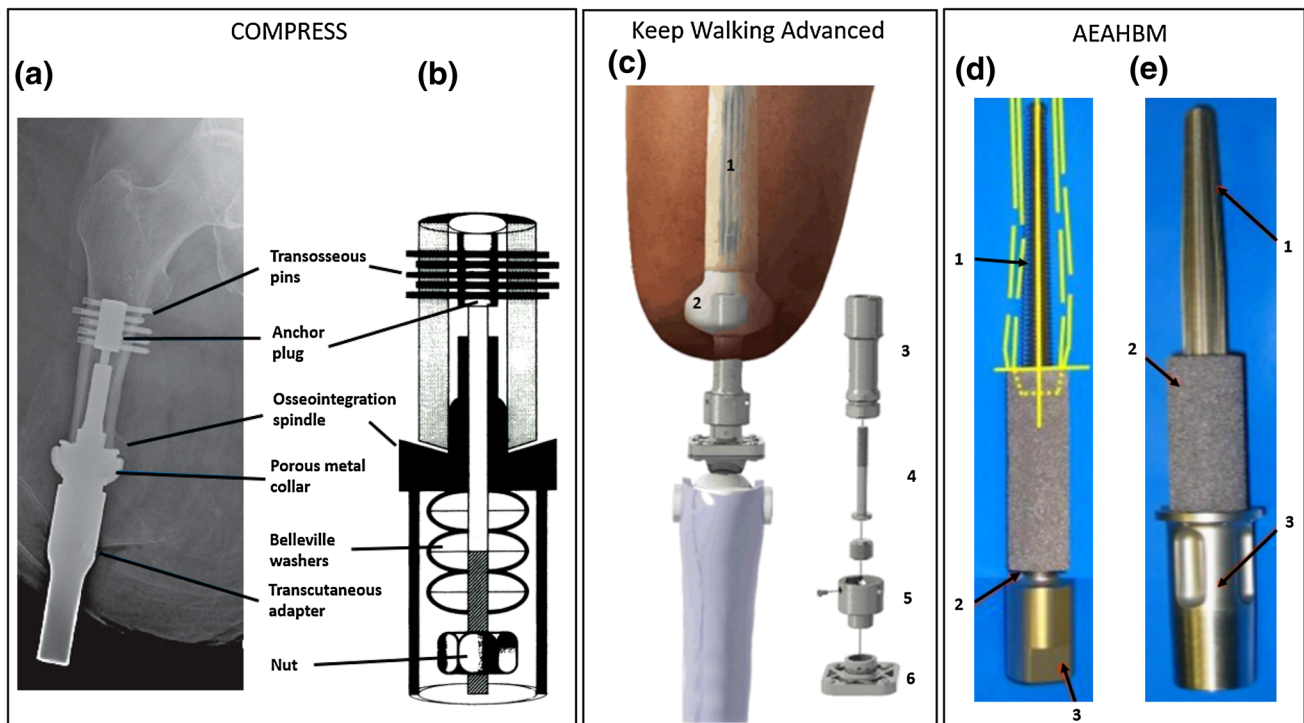 COMPRESS
(a)
(b)
Transosseous
pins
Anchor
plug
Osseointegration
spindle
Porous metal
collar
Belleville
washers
Transcutaneous
adapter
Nut
Keep Walking Advanced
(c)
1
2
3
4
5
6
AEAHBM
(d)
(e)
1
2
3
1
2
3